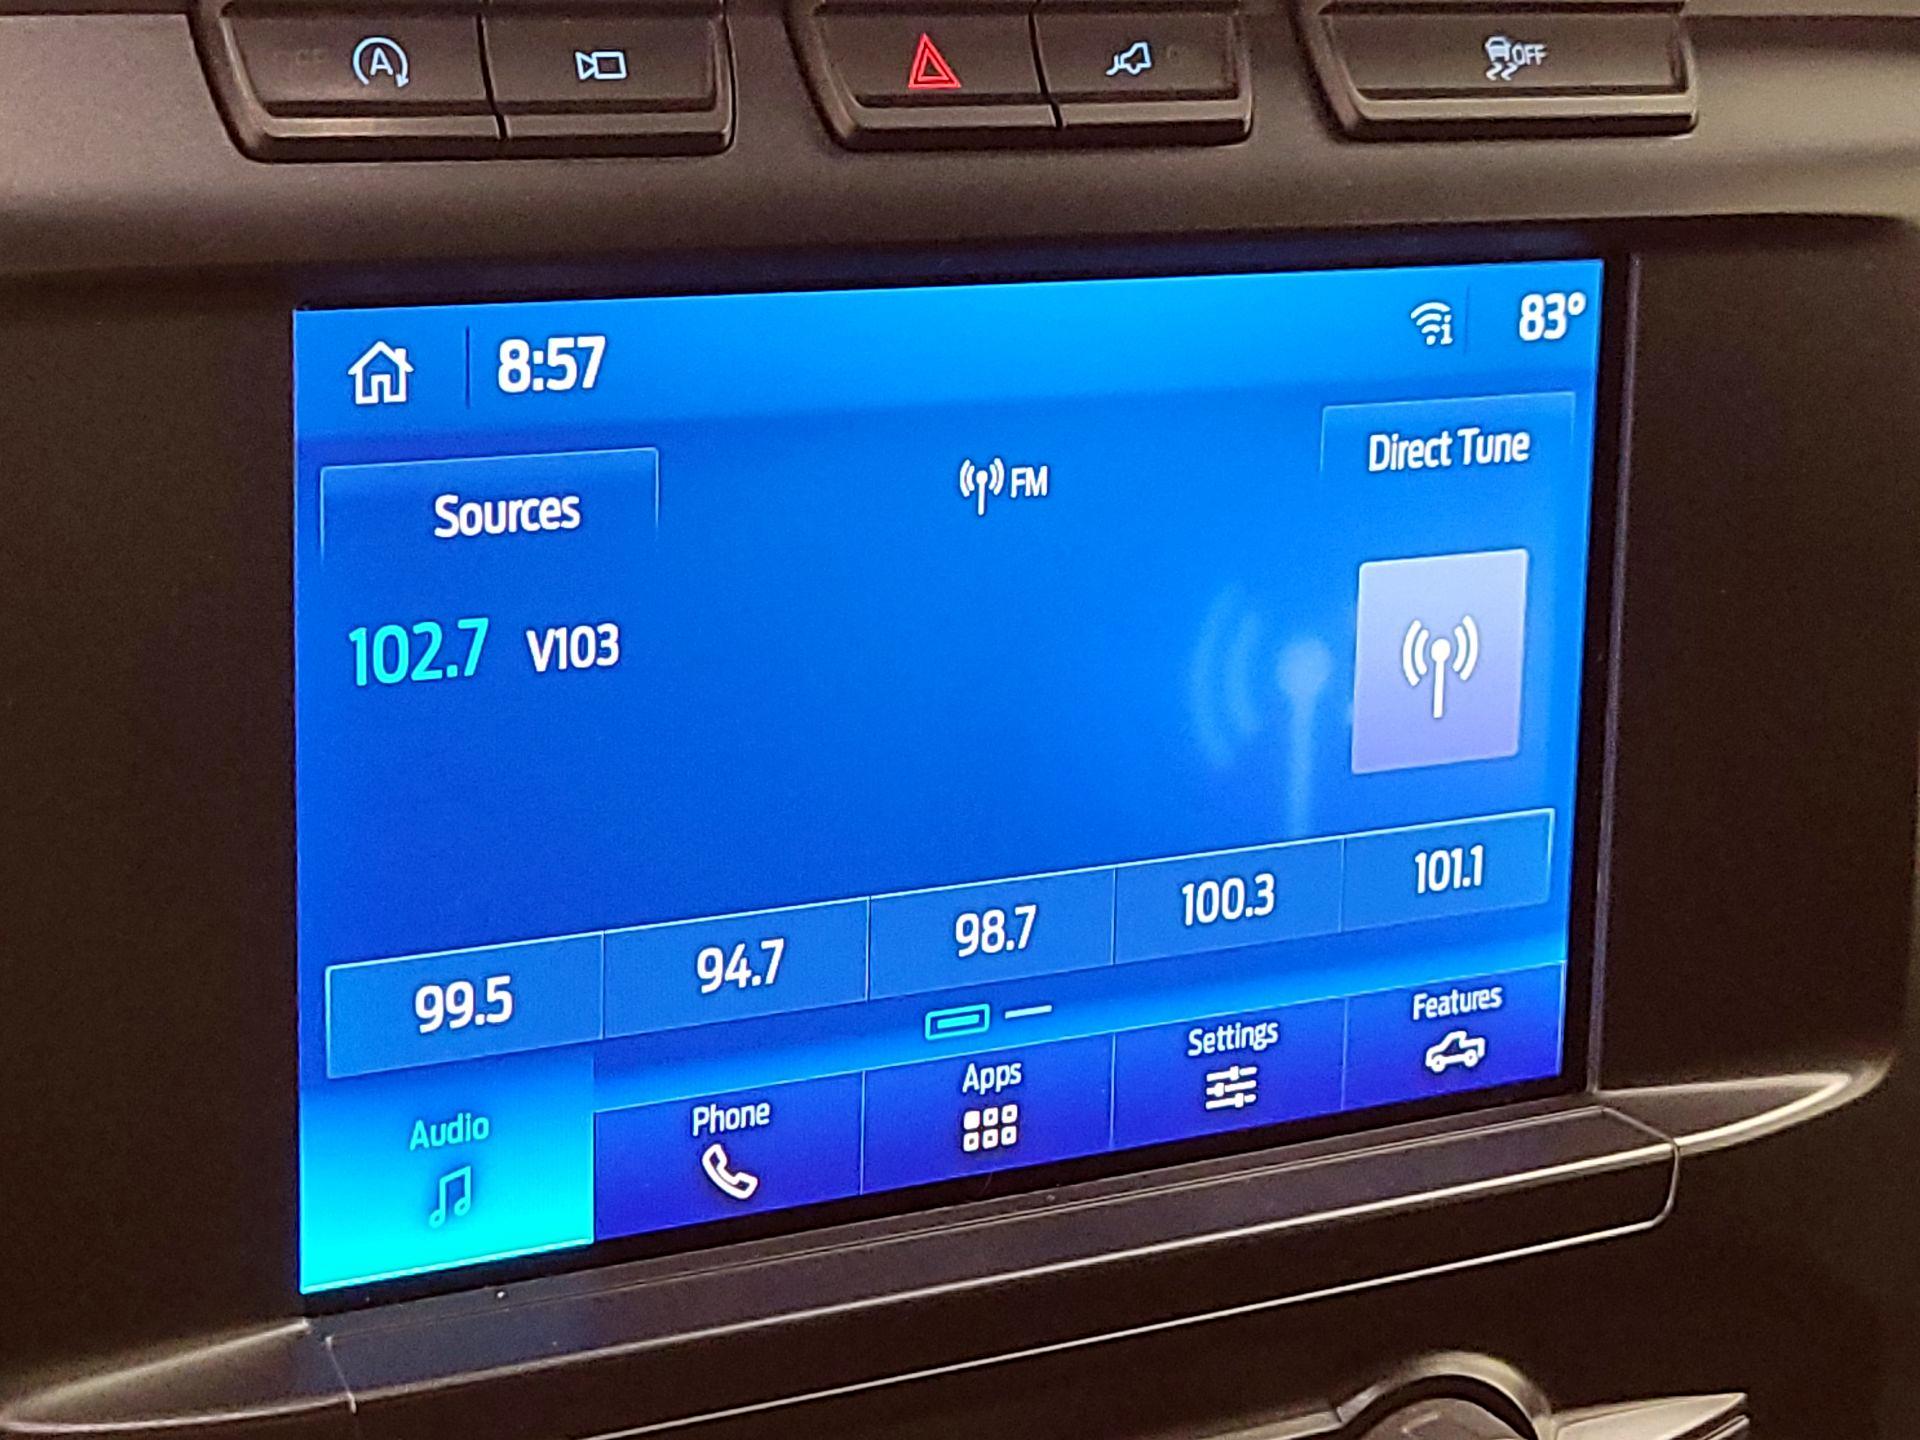 A
OFF
8:57
83°
Sources
FM
Direct Tune
102.7 V103
99.5 94.7 98.7 100.3 101.1
Audio Phone Apps Settings Features